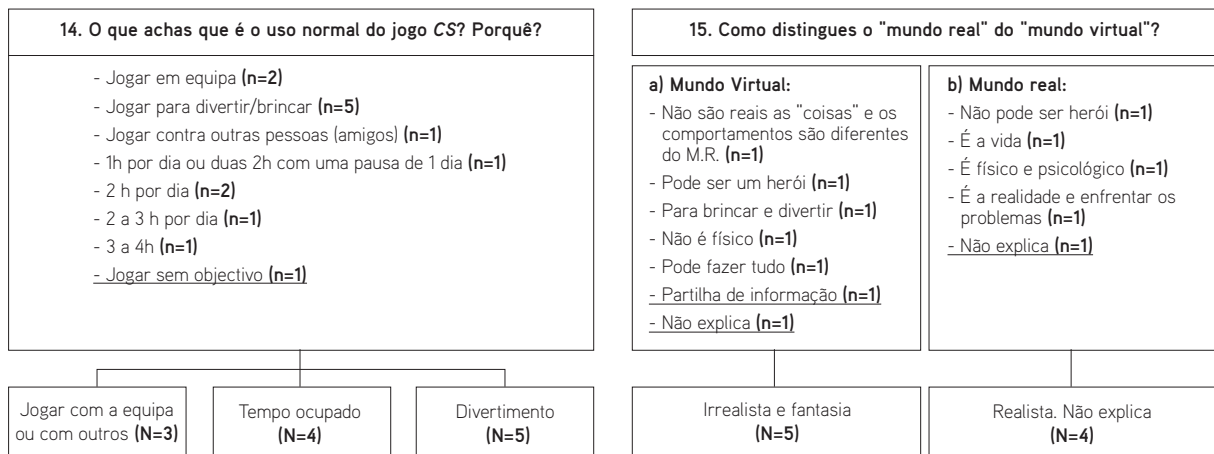 14. O que achas que é o uso normal do jogo CS? Porquê?
- Jogar em equipa (n=2)
- Jogar para divertir/brincar (n=5)
- Jogar contra outras pessoas (amigos) (n=1)
- 1h por dia ou duas 2h com uma pausa de 1 dia (n=1)
- 2 h por dia (n=2)
- 2 a 3 h por dia (n=1)
- 3 a 4h (n=1)
- Jogar sem objectivo (n=1)
Jogar com a equipa
ou com outros (N=3)
Tempo ocupado
(N=4)
Divertimento
(N=5)
15. Como distingues o "mundo real" do "mundo virtual"?
a) Mundo Virtual:
- Não são reais as "coisas" e os
comportamentos são diferentes
do M.R. (n=1)
- Pode ser um herói (n=1)
- Para brincar e divertir (n=1)
- Não é físico (n=1)
- Pode fazer tudo (n=1)
- Partilha de informação (n=1)
- Não explica (n=1)
b) Mundo real:
- Não pode ser herói (n=1)
- É a vida (n=1)
- É físico e psicológico (n=1)
- É a realidade e enfrentar os
problemas (n=1)
- Não explica (n=1)
Irrealista e fantasia
(N=5)
Realista. Não explica
(N=4)